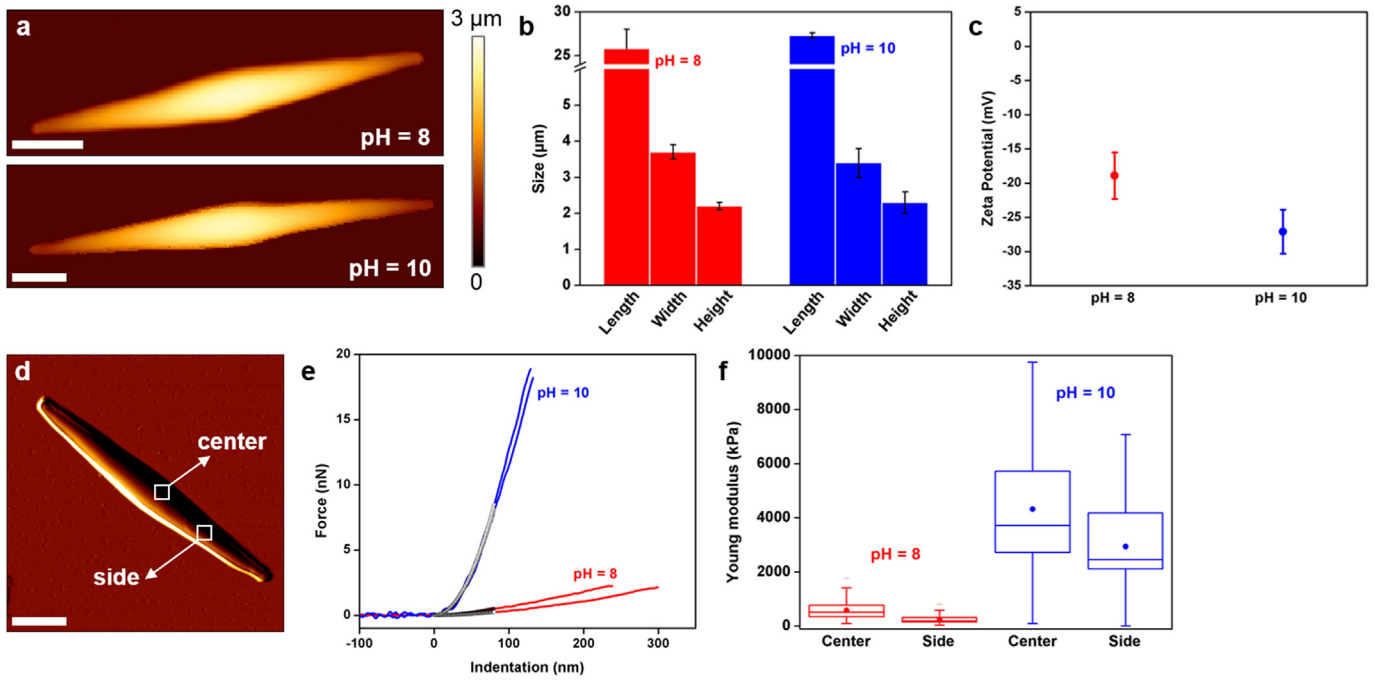 a
3 µm
pH = 8
pH = 10
0
b
Size (µm)
25
5
4
3
2
1
0
pH = 8
pH = 10
Length
Width
Height
Length
Width
Height
c
Zeta Potential (mV)
5
0
-5
-10
-15
-20
-25
-30
-35
pH = 8
pH = 10
d
center
side
e
Force (nN)
20
15
10
5
0
pH = 10
pH = 8
-100
0
100
200
300
Indentation (nm)
f
Young modulus (kPa)
10000
8000
6000
4000
2000
0
pH = 8
pH = 10
Center
Side
Center
Side